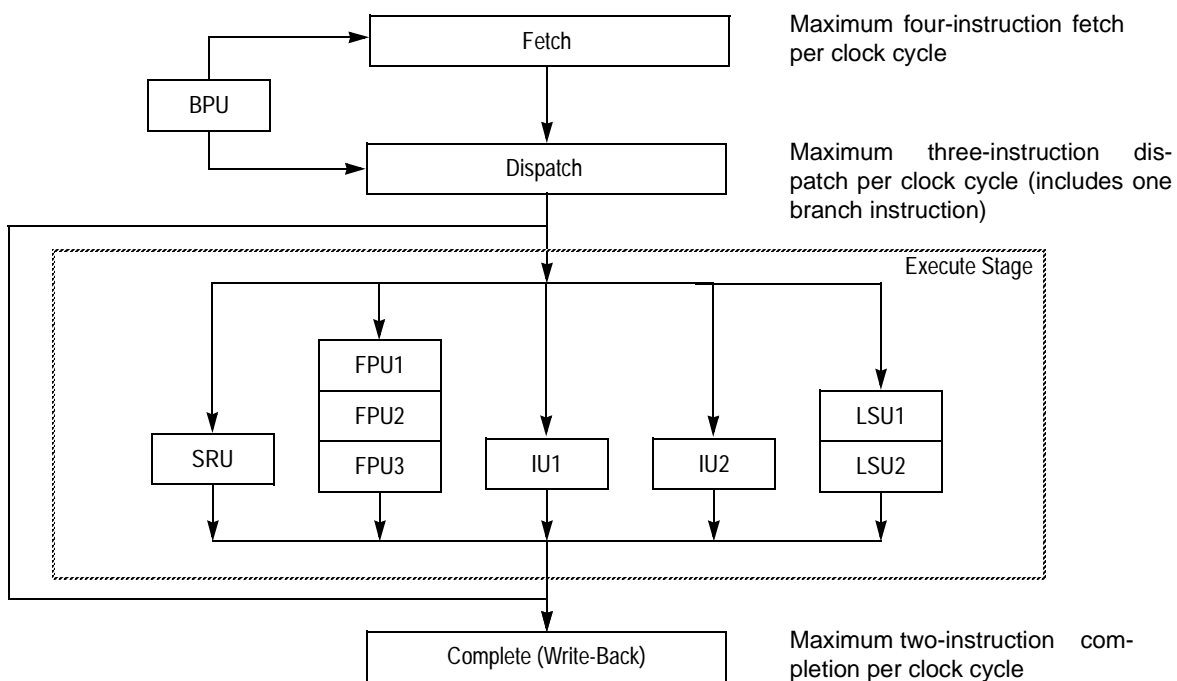 Fetch
Maximum four-instruction fetch
per clock cycle
BPU
Dispatch
Maximum three-instruction dis-
patch per clock cycle (includes one
branch instruction)
Execute Stage
FPU1
FPU2
FPU3
SRU
IU1
IU2
LSU1
LSU2
Complete (Write-Back)
Maximum two-instruction com-
pletion per clock cycle